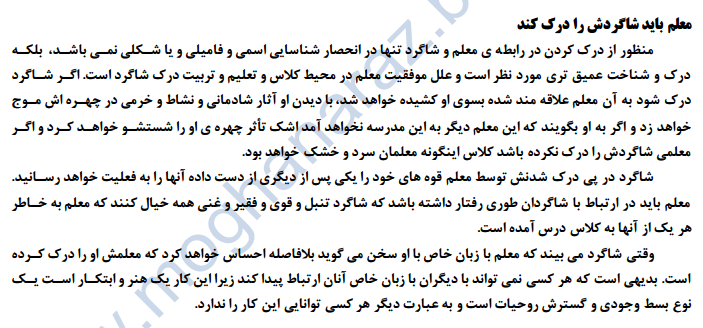 معلم باید شاگردش را درک کند
منظور از درک کردن در رابطه ی معلم و شاگرد تنها در انحصار شناسایی اسمی و فامیلی و یا شکلی نمی باشد، بلکه
درک و شناخت عمیق تری مورد نظر است و علل موفقیت معلم در محیط کلاس و تعلیم و تربیت درک شاگرد است. اگر شاگرد
درک شود به آن معلم علاقه مند شده بسوی او کشیده خواهد شد، با دیدن او آثار شادمانی و نشاط و خرمی در چهره اش موج
خواهد زد و اگر به او بگویند که این معلم دیگر به این مدرسه نخواهد آمد اشک تأثر چهره ی او را شستشو خواهد کرد و اگر
معلمی شاگردش را درک نکرده باشد کلاس اینگونه معلمان سرد و خشک خواهد بود.
شاگرد در پی درک شدنش توسط معلم قوه های خود را یکی پس از دیگری از دست داده آنها را به فعلیت خواهد رسانید.
معلم باید در ارتباط با شاگردان طوری رفتار داشته باشد که شاگرد تنبل و قوی و فقیر و غنی همه خیال کنند که معلم به خاطر
هر یک از آنها به کلاس درس آمده است.
وقتی شاگرد می بیند که معلم با زبان خاص با او سخن می گوید بلافاصله احساس خواهد کرد که معلمش او را درک کرده
است. بدیهی است که هر کسی نمی تواند با دیگران با زبان خاص آنان ارتباط پیدا کند زیرا این کار یک هنر و ابتکار است یک
نوع بسط وجودی و گسترش روحیات است و به عبارت دیگر هر کسی توانایی این کار را ندارد.
www.moghanaraz.b